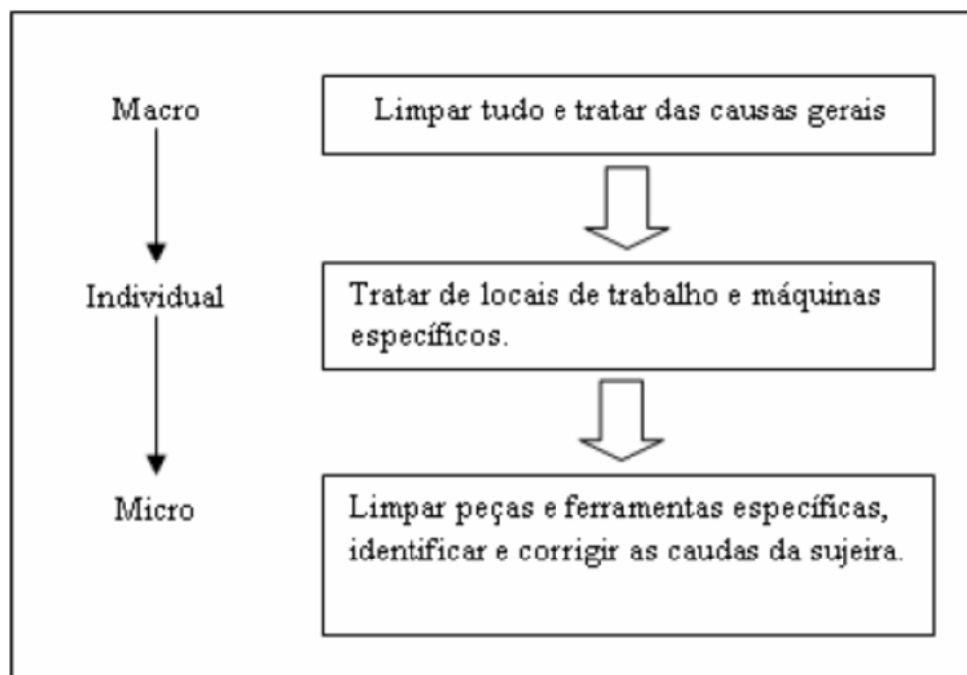 Macro
Limpar tudo e tratar das causas gerais
Individual
Tratar de locais de trabalho e máquinas
específicos.
Micro
Limpar peças e ferramentas específicas,
identificar e corrigir as caudas da sujeira.